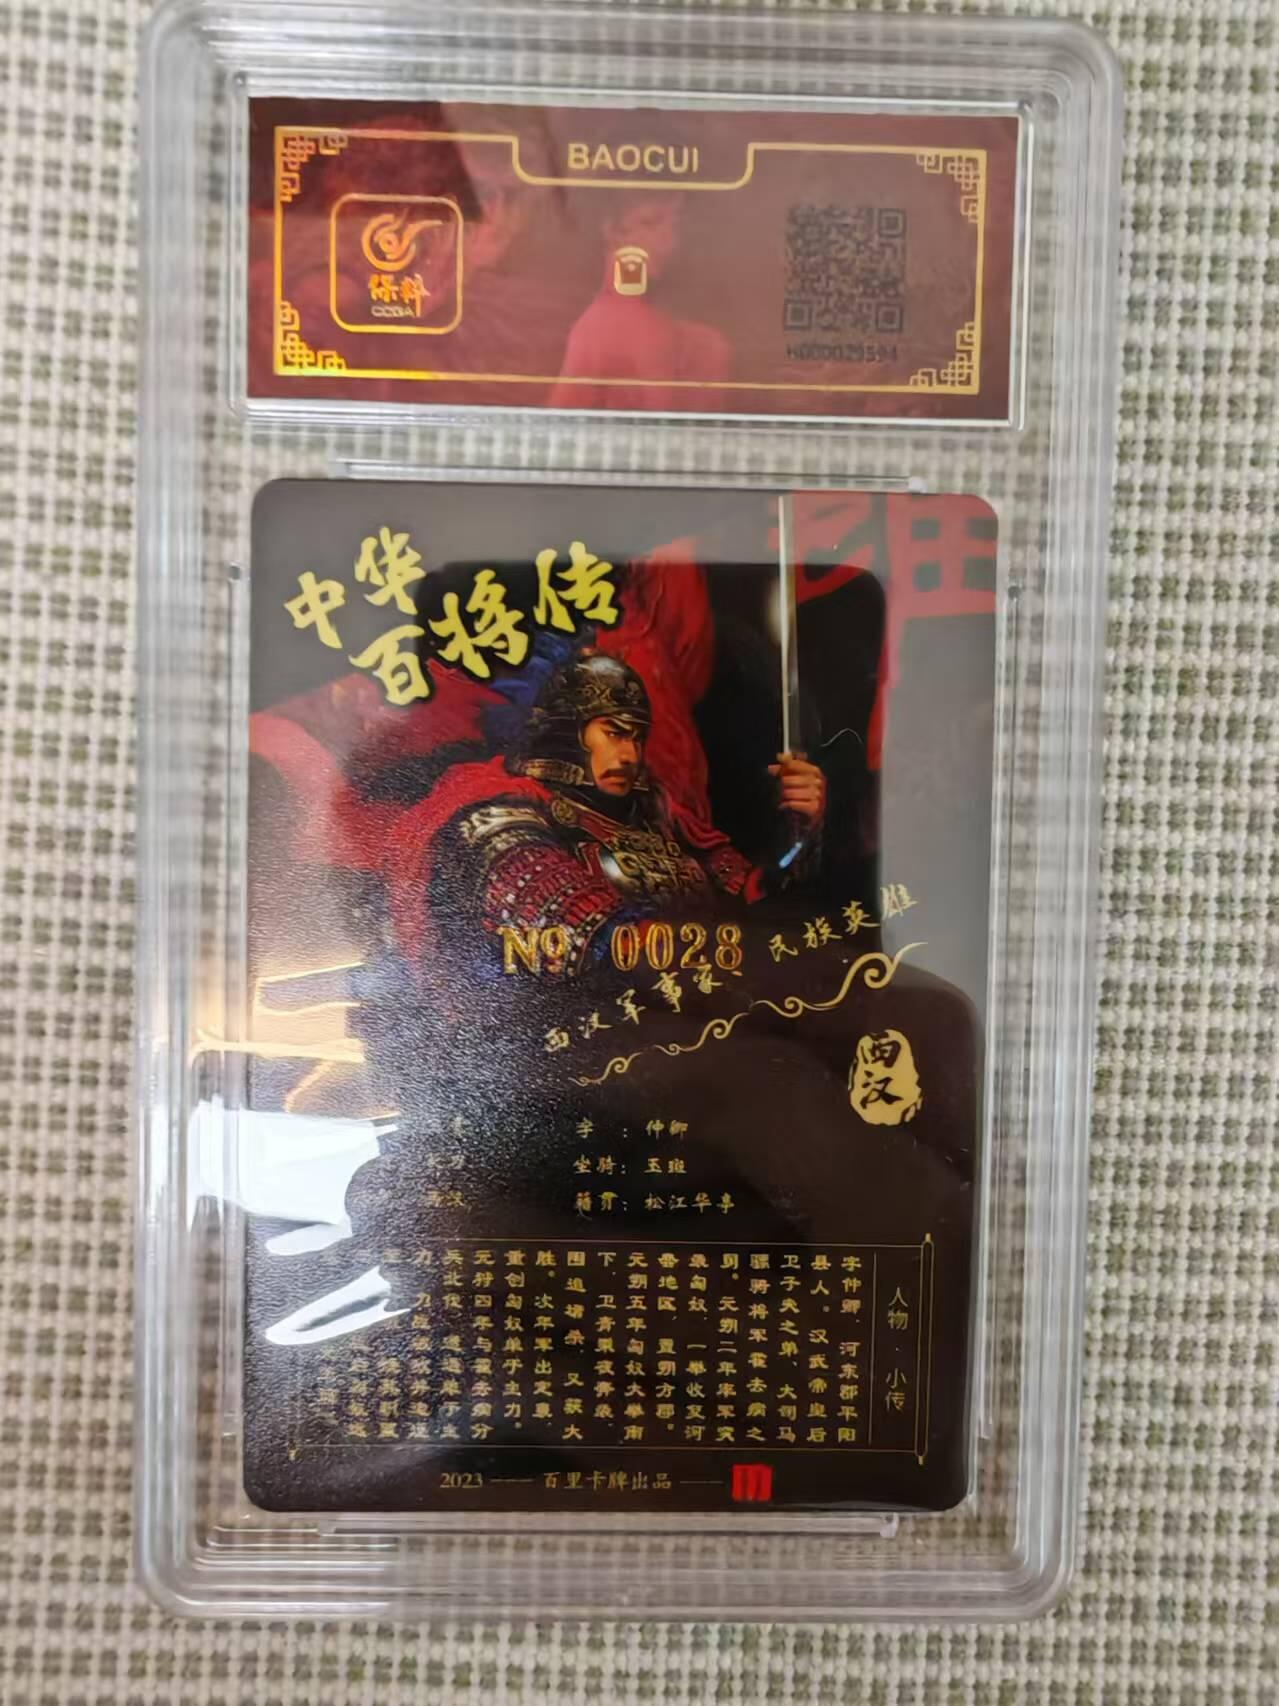 BAOCUI
保粹
CCGA
H000029594
中华
百将传
雄
No 0028
西汉军事家、民族英雄
西汉
字：仲卿
坐骑：玉斑
籍贯：松江华亭
人物·小传
字仲卿，河东郡平阳
县人。汉武帝皇后
卫子夫之弟、大司马
骠骑将军霍去病之
舅。元朔二年率军突
袭匈奴，一举收复河
套地区，置朔方郡。
元朔五年匈奴大举南
下，卫青乘夜奔袭、
围追堵杀，又获大
胜。次年军出定襄，
重创匈奴单于主力。
元狩四年与霍去病分
兵北伐
2023 —— 百里卡牌出品 ——